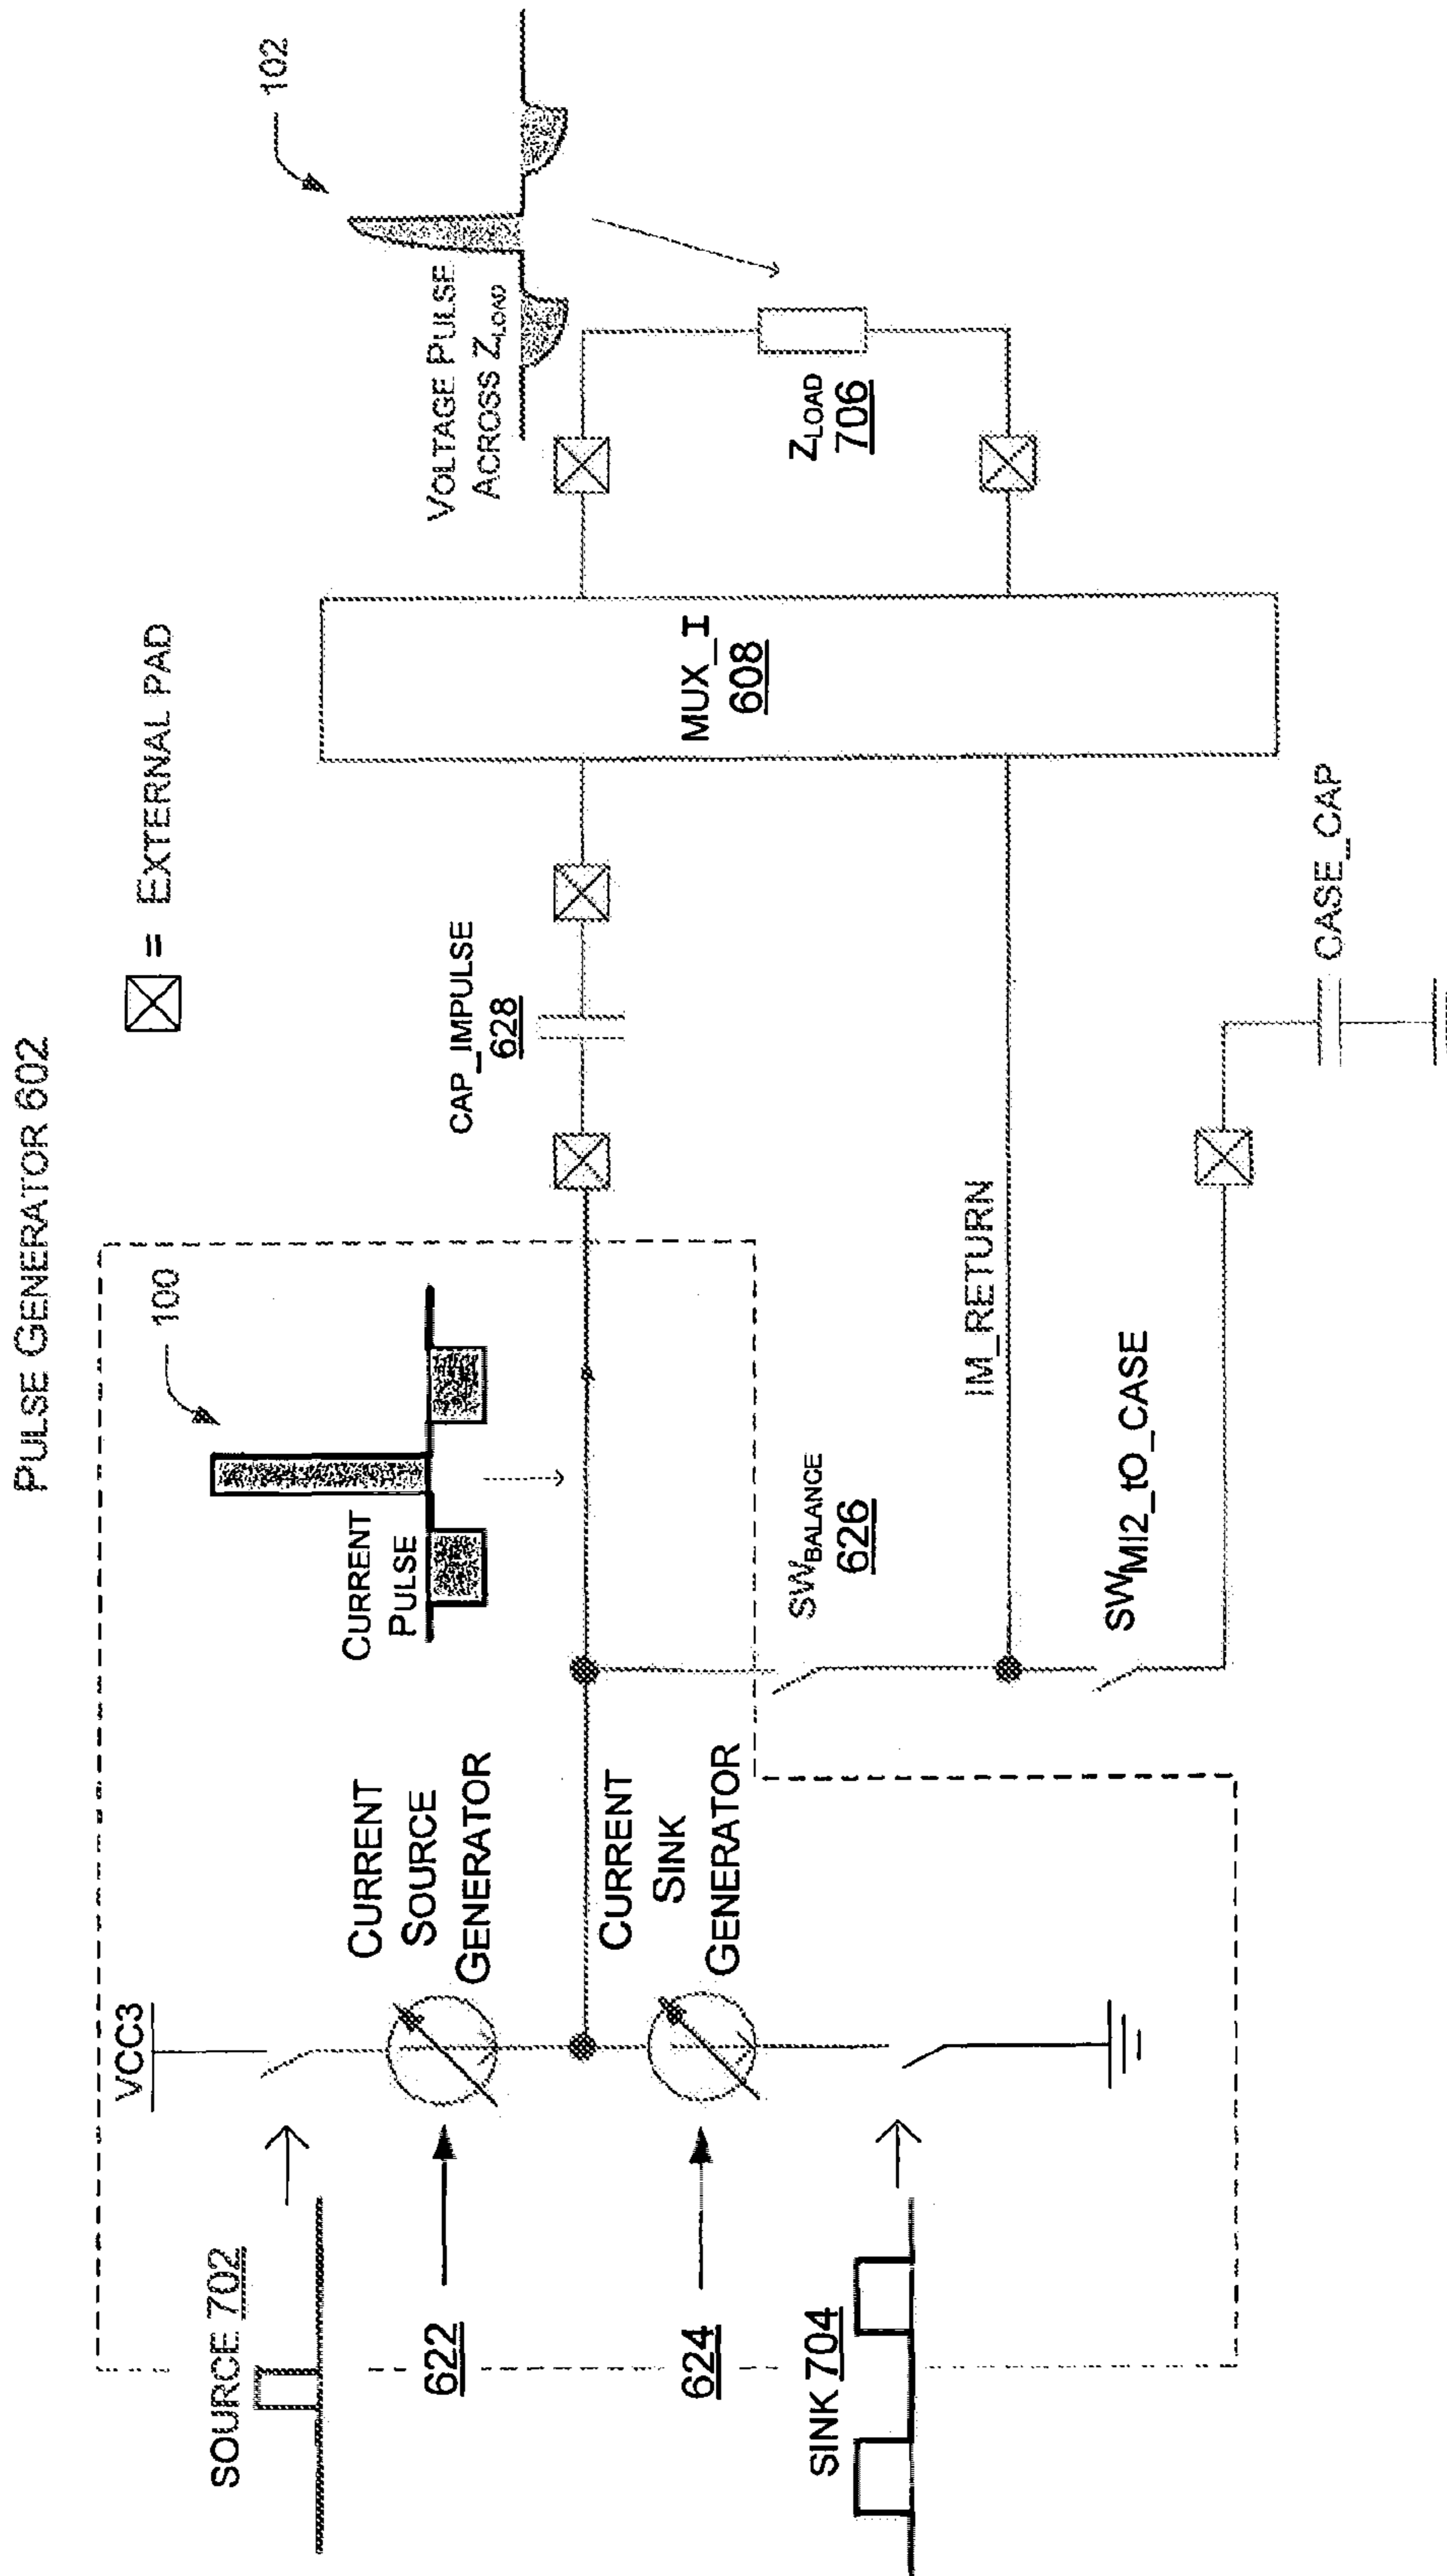 PULSE GENERATOR 602
= EXTERNAL PAD
VCC3
SOURCE 702
622
624
SINK 704
CURRENT
SOURCE
GENERATOR
CURRENT
SINK
GENERATOR
CURRENT
PULSE
100
CAP_IMPULSE
628
SWBALANCE
626
IM_RETURN
SWMI2_tO_CASE
CASE_CAP
MUX_I
608
VOLTAGE PULSE
ACROSS ZLOAD
102
ZLOAD
706